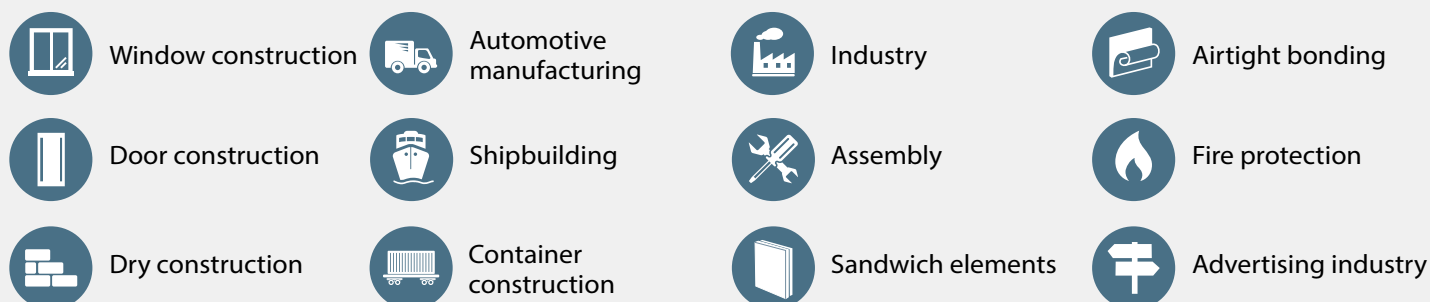 Window construction
Automotive
manufacturing
Industry
Airtight bonding
Door construction
Shipbuilding
Assembly
Fire protection
Dry construction
Container
construction
Sandwich elements
Advertising industry